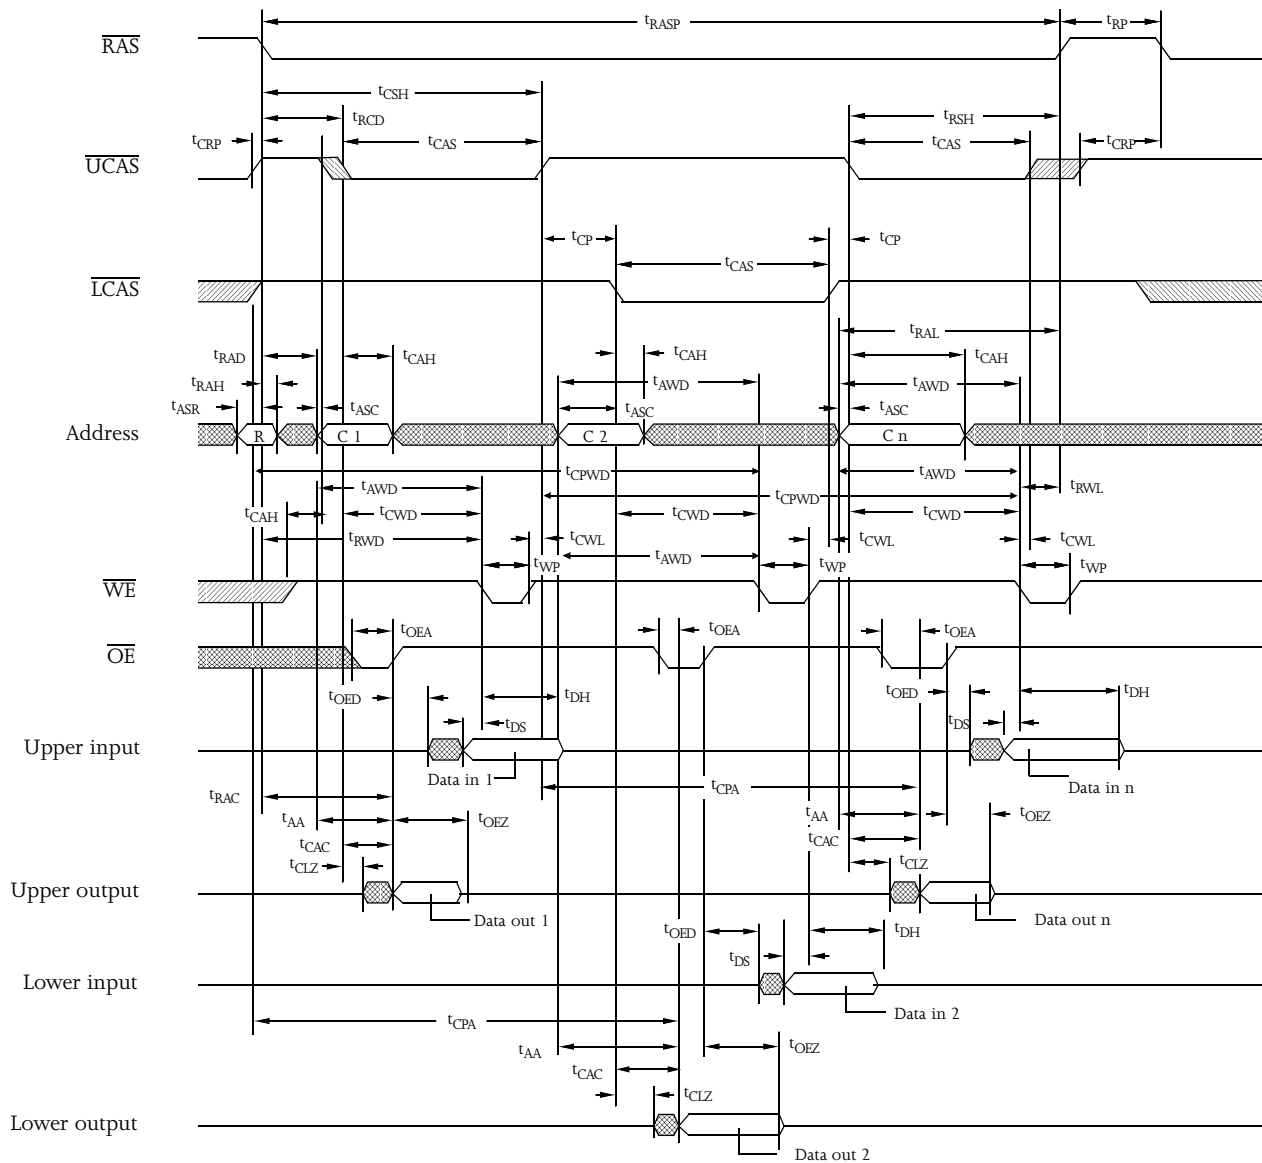 tRASP
tRP
RAS
tCSH
tRCD
tRSH
tCRP
tCAS
tCAS
tCRP
UCAS
tCP
tCP
tCAS
LCAS
tRAL
tRAD
tCAH
tCAH
tCAH
tRAH
tAWD
tAWD
tASR
tASC
tASC
tASC
Address
R
C 1
C 2
C n
tCPWD
tAWD
tAWD
tCPWD
tRWL
tCAH
tCWD
tCWD
tCWD
tRWD
tCWL
tCWL
tCWL
tAWD
tWP
tWP
tWP
WE
tOEA
tOEA
tOEA
OE
tOED
tDH
tOED
tDH
tDS
tDS
Upper input
Data in 1
Data in n
tCPA
tRAC
tAA
tOEZ
tAA
tOEZ
tCAC
tCAC
tCLZ
tCLZ
Upper output
Data out 1
Data out n
tOED
tDH
tDS
Lower input
Data in 2
tCPA
tAA
tOEZ
tCAC
tCLZ
Lower output
Data out 2